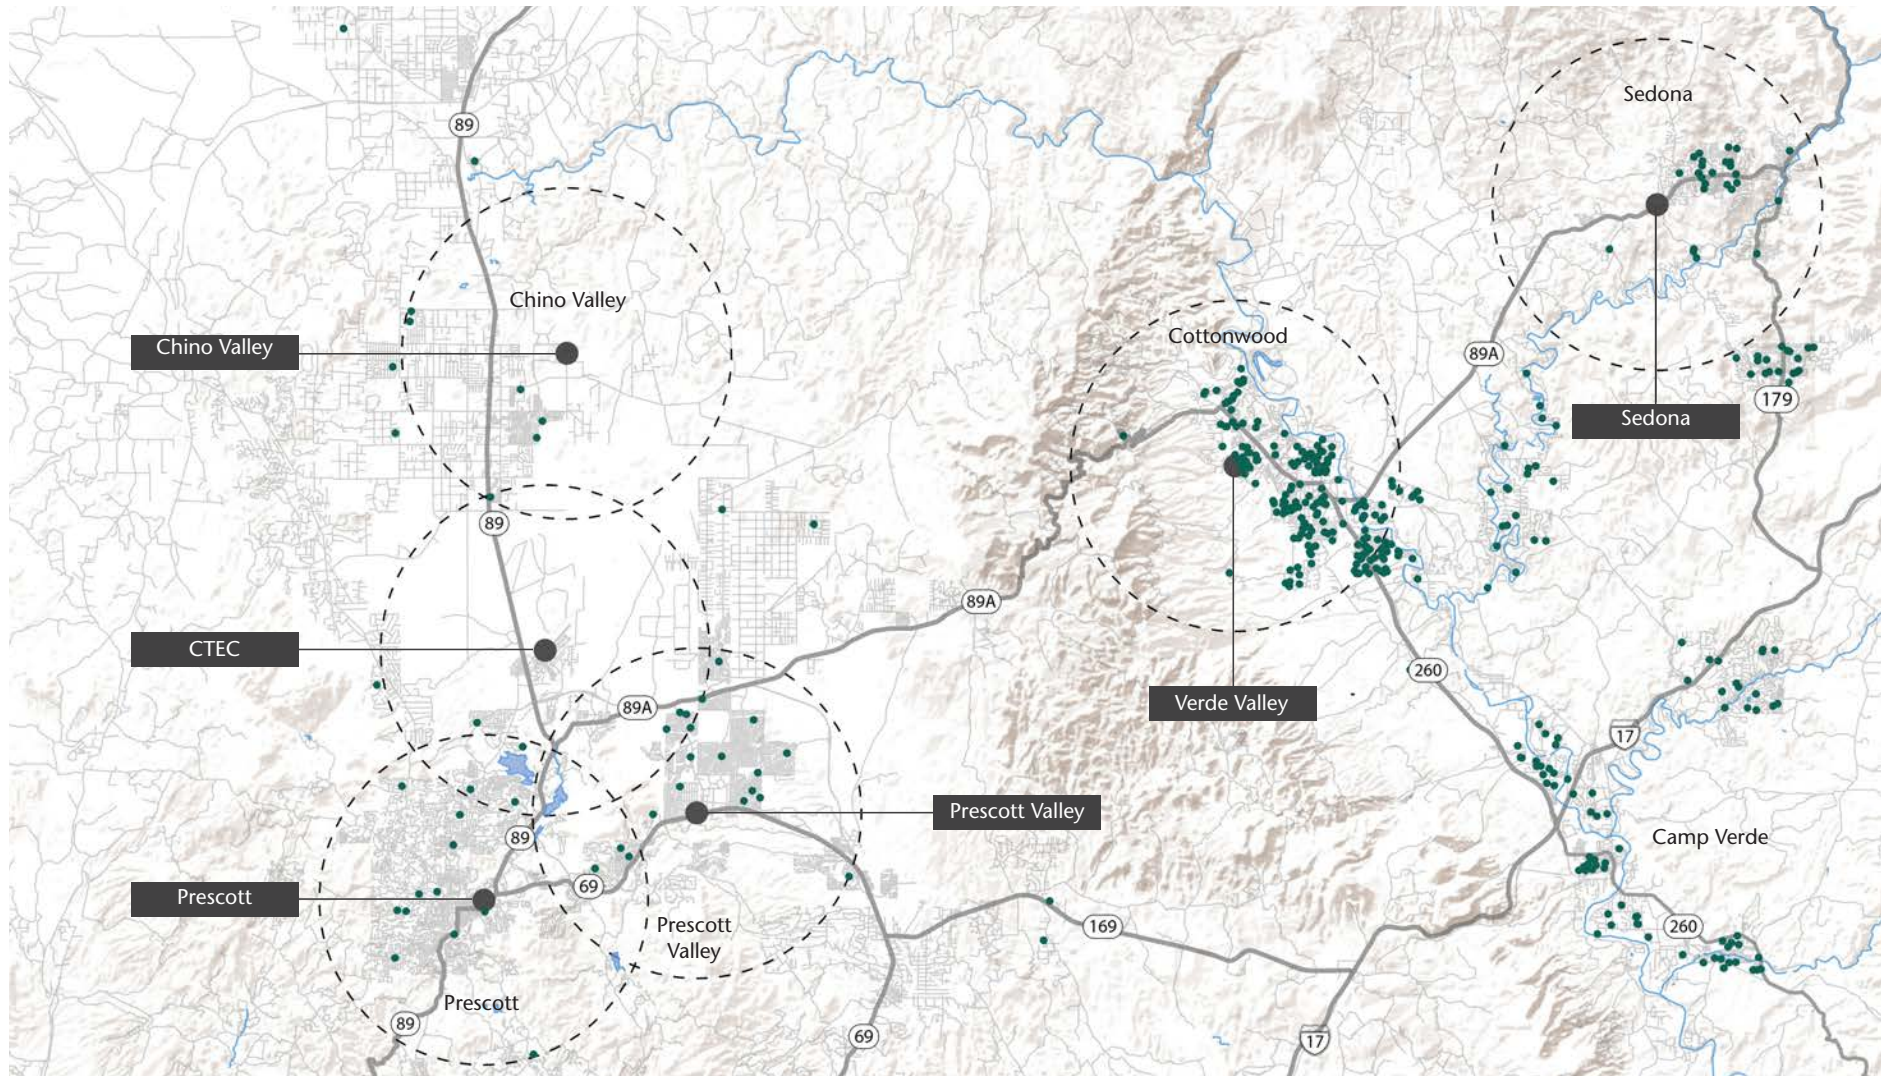 Sedona
89
Chino Valley
Cottonwood
Chino Valley
89A
179
Sedona
89
89A
CTEC
260
Verde Valley
89A
17
Prescott Valley
89
Camp Verde
69
Prescott
Prescott
Valley
169
260
Prescott
89
69
17